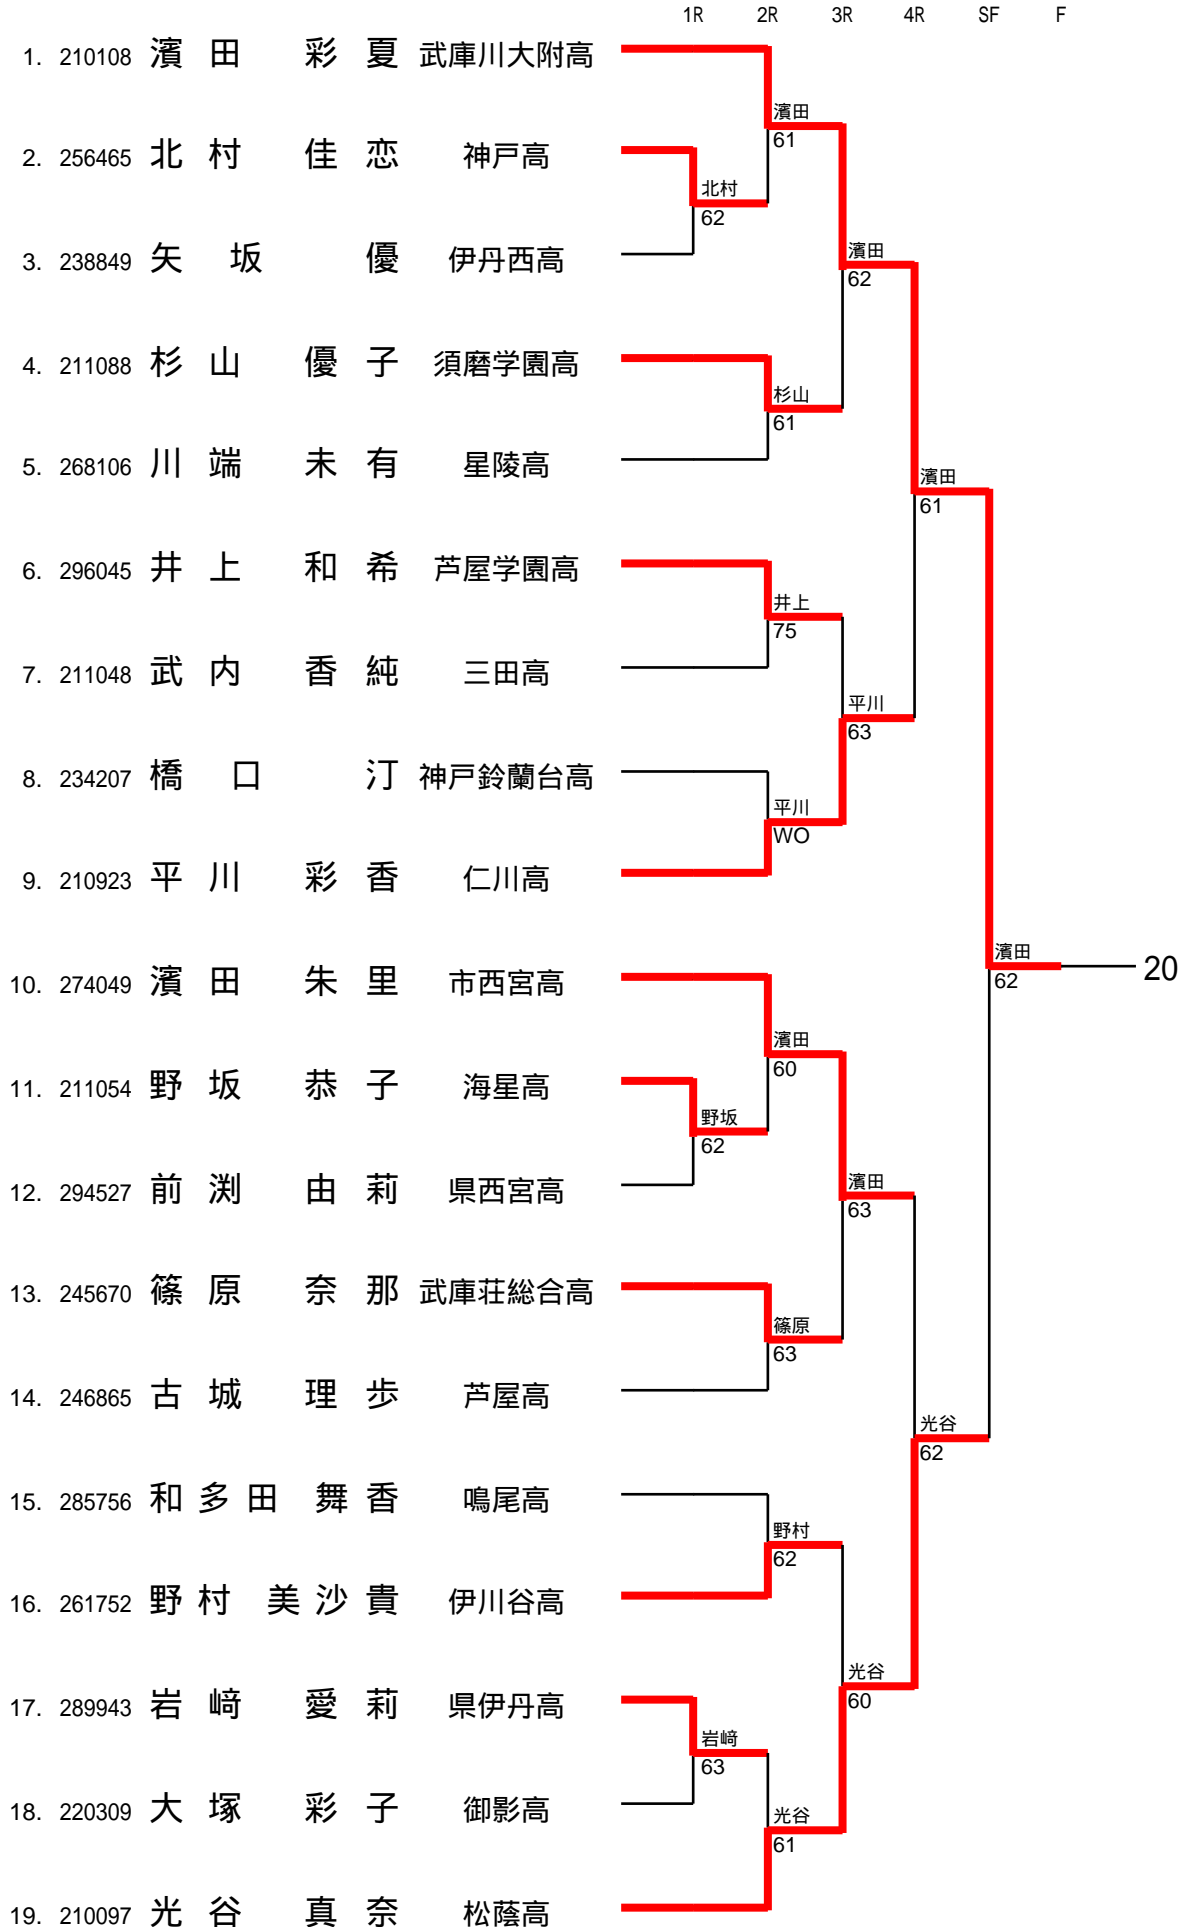 1R 2R 3R 4R SF F
1. 210108 濱田 彩夏 武庫川大附高
濱田
61
2. 256465 北村 佳恋 神戸高
北村
62
3. 238849 矢坂 優 伊丹西高
濱田
62
4. 211088 杉山 優子 須磨学園高
杉山
61
5. 268106 川端 未有 星陵高
濱田
61
6. 296045 井上 和希 芦屋学園高
井上
75
7. 211048 武内 香純 三田高
平川
63
8. 234207 橋口 汀 神戸鈴蘭台高
平川
WO
9. 210923 平川 彩香 仁川高
濱田
62
20
10. 274049 濱田 朱里 市西宮高
濱田
60
11. 211054 野坂 恭子 海星高
野坂
62
12. 294527 前渕 由莉 県西宮高
濱田
63
13. 245670 篠原 奈那 武庫荘総合高
篠原
63
14. 246865 古城 理歩 芦屋高
光谷
62
15. 285756 和多田 舞香 鳴尾高
野村
62
16. 261752 野村 美沙貴 伊川谷高
光谷
60
17. 289943 岩﨑 愛莉 県伊丹高
岩﨑
63
18. 220309 大塚 彩子 御影高
光谷
61
19. 210097 光谷 真奈 松蔭高